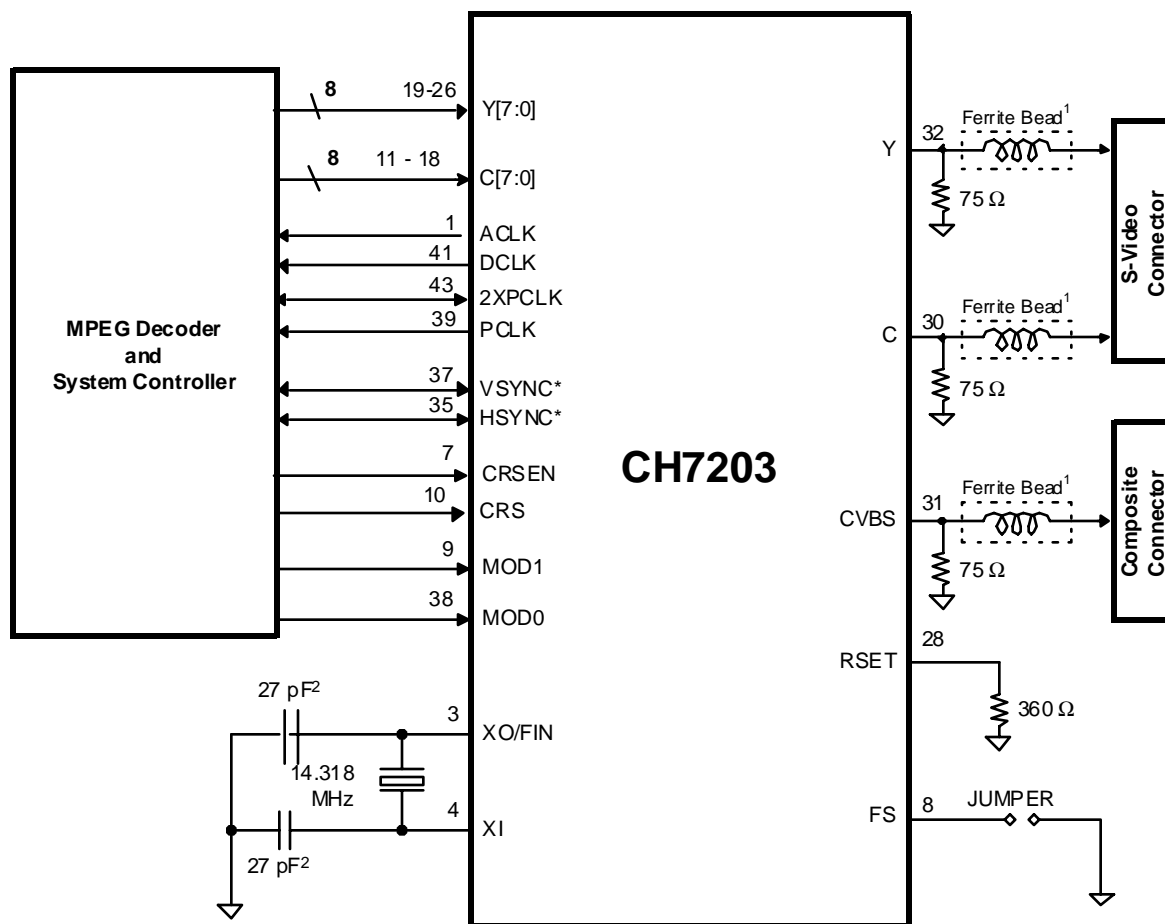 MPEG Decoder
and
System Controller
8
19-26
Y[7:0]
8
11 - 18
C[7:0]
1
ACLK
41
DCLK
43
2XPCLK
39
PCLK
37
VSYNC*
35
HSYNC*
7
CRSEN
10
CRS
9
MOD1
38
MOD0
27 pF²
3
XO/FIN
14.318
MHz
4
XI
27 pF²
CH7203
Y
32
Ferrite Bead¹
75 Ω
C
30
Ferrite Bead¹
75 Ω
S-Video
Connector
CVBS
31
Ferrite Bead¹
75 Ω
Composite
Connector
RSET
28
360 Ω
FS
8
JUMPER